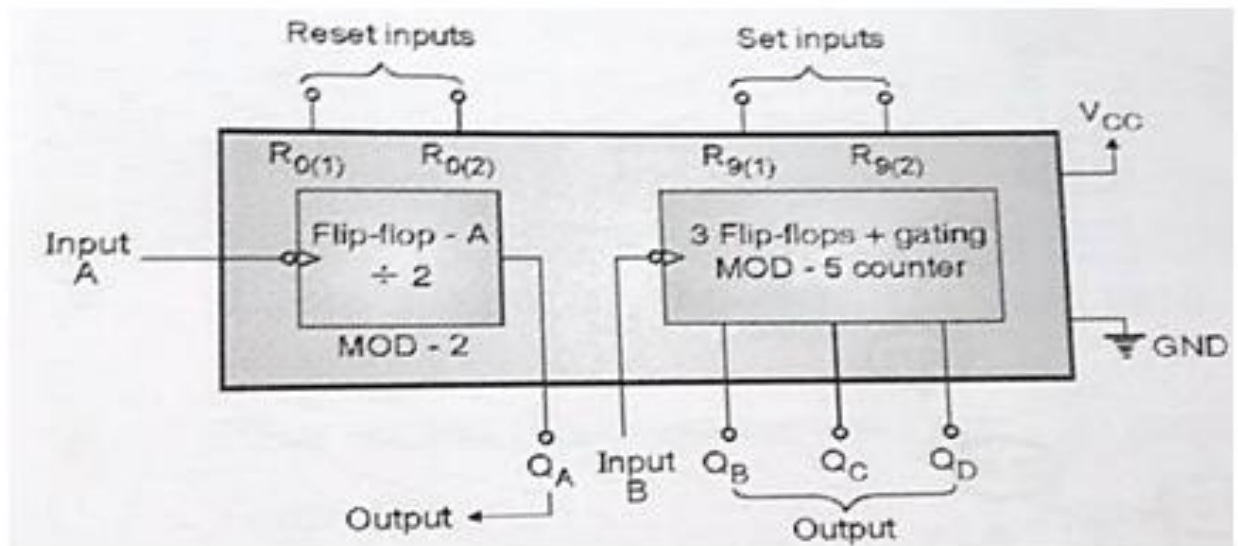 Reset inputs
Set inputs
VCC
R0(1)
R0(2)
R9(1)
R9(2)
Input
A
Flip-flop - A
÷ 2
MOD - 2
3 Flip-flops + gating
MOD - 5 counter
GND
QA
Input
B
QB
QC
QD
Output
Output